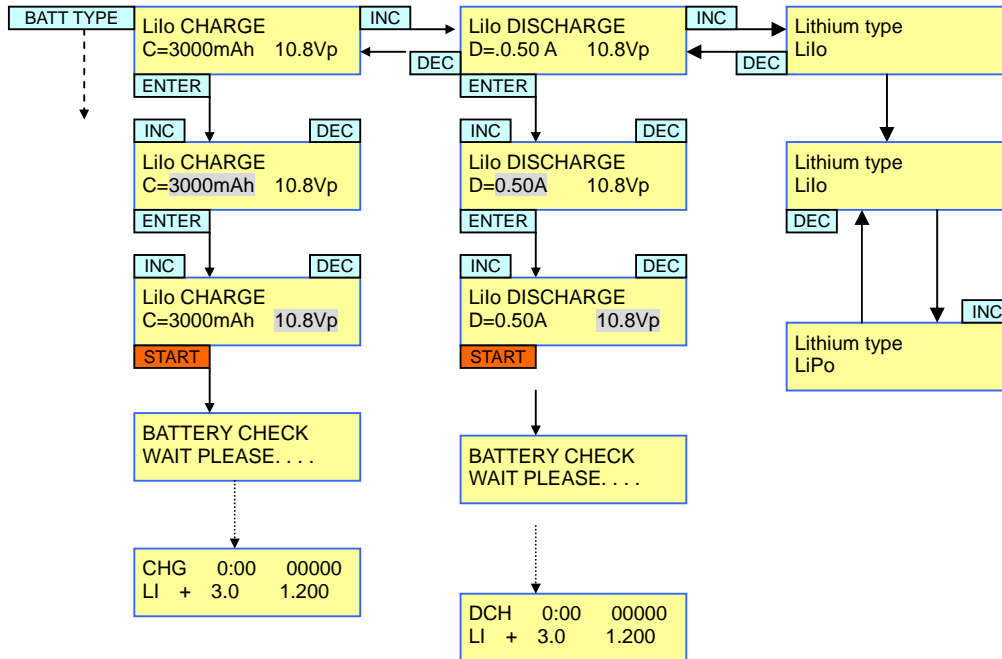 BATT TYPE
LiIo CHARGE
C=3000mAh 10.8Vp
INC
DEC
LiIo DISCHARGE
D=.0.50 A 10.8Vp
INC
DEC
Lithium type
LiIo
ENTER
ENTER
INC
DEC
LiIo CHARGE
C=3000mAh 10.8Vp
INC
DEC
LiIo DISCHARGE
D=0.50A 10.8Vp
Lithium type
LiIo
DEC
ENTER
ENTER
INC
DEC
LiIo CHARGE
C=3000mAh 10.8Vp
INC
DEC
LiIo DISCHARGE
D=0.50A 10.8Vp
INC
Lithium type
LiPo
START
START
BATTERY CHECK
WAIT PLEASE. . . .
BATTERY CHECK
WAIT PLEASE. . . .
CHG 0:00 00000
LI + 3.0 1.200
DCH 0:00 00000
LI + 3.0 1.200